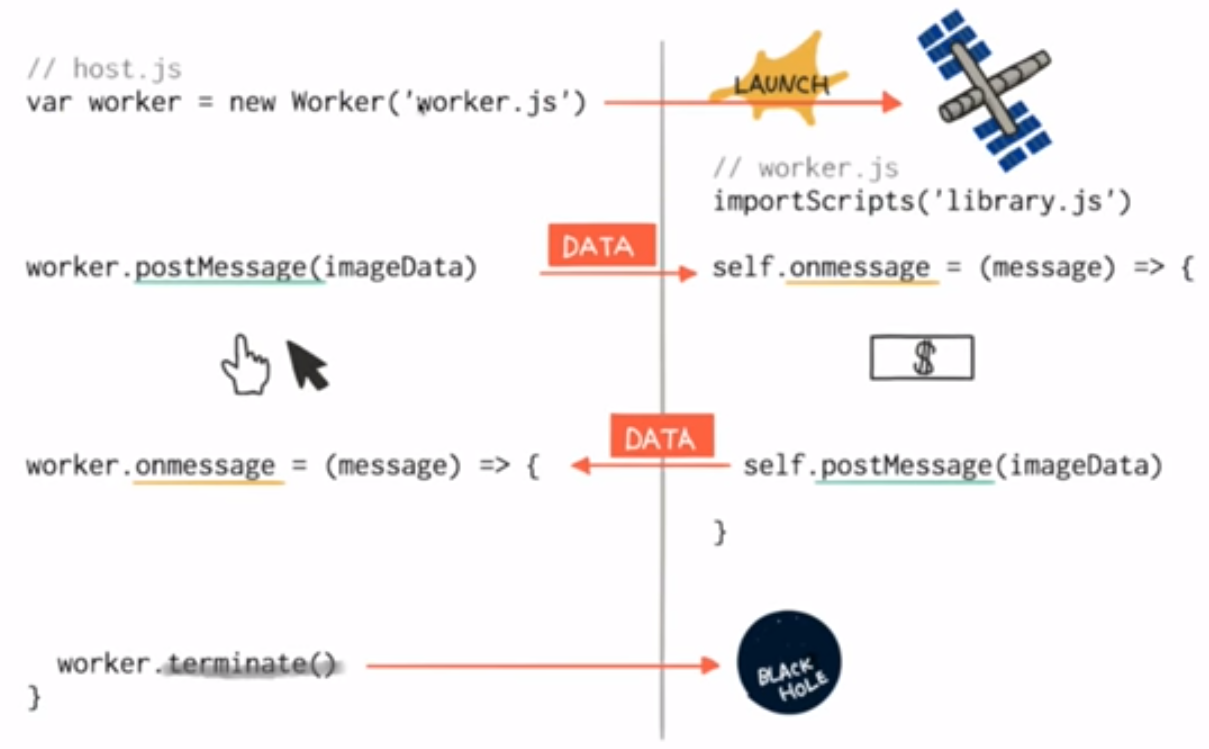 // host.js
var worker = new Worker('worker.js')
LAUNCH
// worker.js
importScripts('library.js')
worker.postMessage(imageData)
DATA
self.onmessage = (message) => {
$
DATA
worker.onmessage = (message) => {
self.postMessage(imageData)
}
worker.terminate()
}
BLACK
HOLE